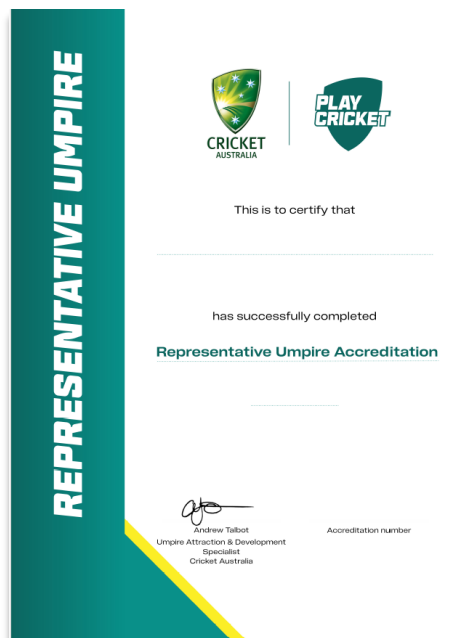 REPRESENTATIVE UMPIRE
CRICKET
AUSTRALIA
PLAY
CRICKET
This is to certify that
has successfully completed
Representative Umpire Accreditation
Andrew Talbot
Umpire Attraction & Development
Specialist
Cricket Australia
Accreditation number